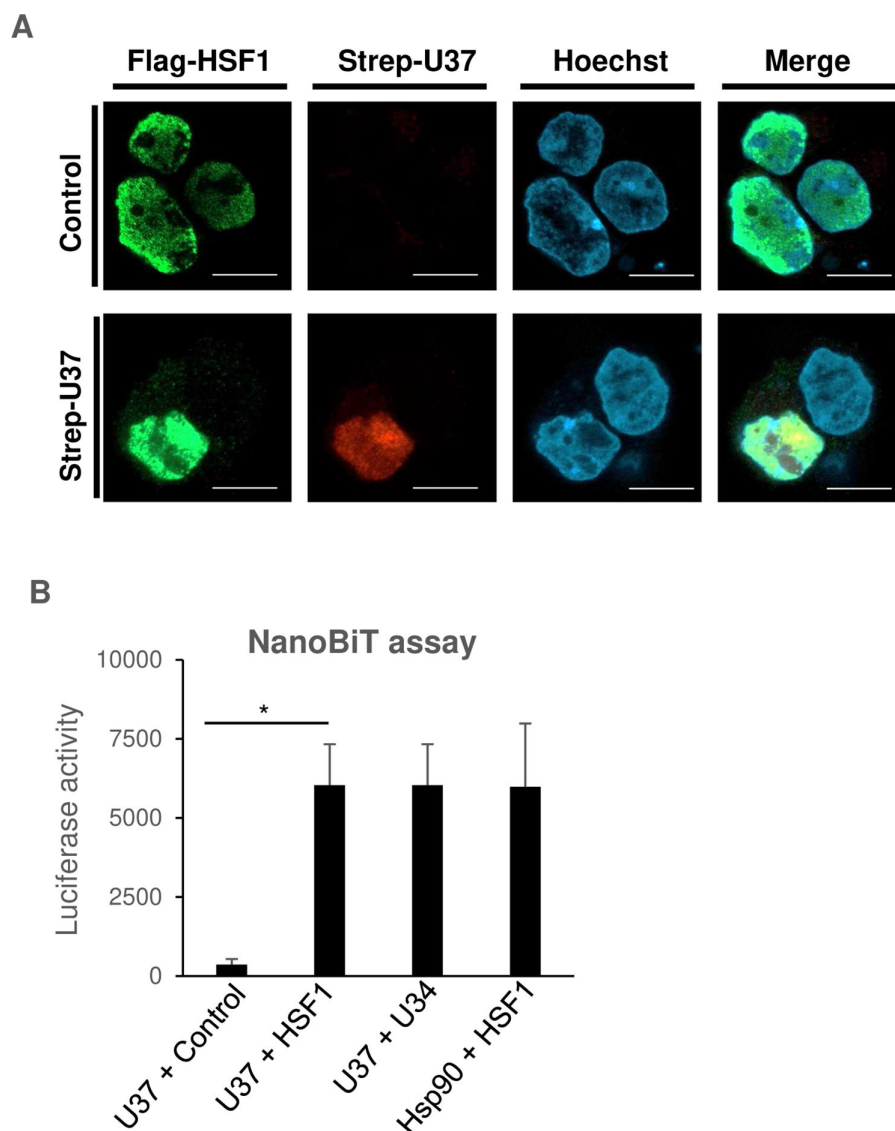 A
Flag-HSF1 Strep-U37 Hoechst Merge
Control
Strep-U37
B
NanoBiT assay
10000
7500
5000
2500
0
Luciferase activity
*
U37 + Control
U37 + HSF1
U37 + U34
Hsp90 + HSF1